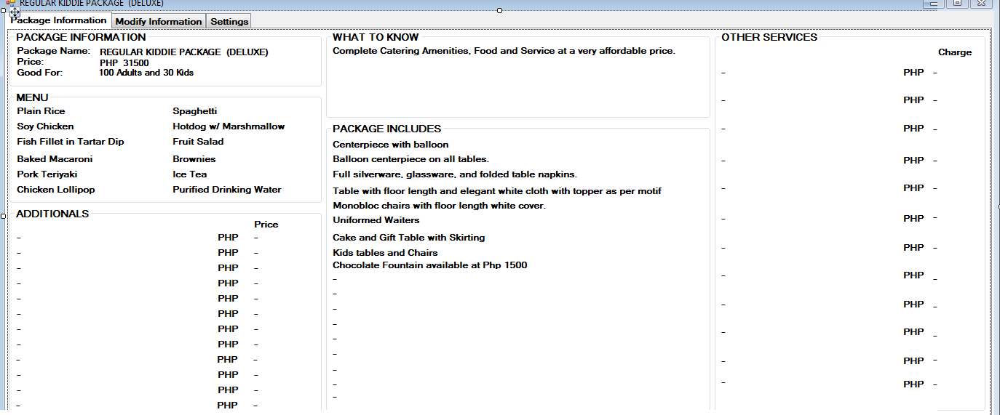 REGULAR KIDDIE PACKAGE (DELUXE)
Package Information Modify Information Settings
PACKAGE INFORMATION
Package Name: REGULAR KIDDIE PACKAGE (DELUXE)
Price: PHP 31500
Good For: 100 Adults and 30 Kids
MENU
Plain Rice Spaghetti
Soy Chicken Hotdog w/ Marshmallow
Fish Fillet in Tartar Dip Fruit Salad
Baked Macaroni Brownies
Pork Teriyaki Ice Tea
Chicken Lollipop Purified Drinking Water
ADDITIONALS
Price
- PHP -
- PHP -
- PHP -
- PHP -
- PHP -
- PHP -
- PHP -
- PHP -
- PHP -
- PHP -
- PHP -
- PHP -
WHAT TO KNOW
Complete Catering Amenities, Food and Service at a very affordable price.
PACKAGE INCLUDES
Centerpiece with balloon
Balloon centerpiece on all tables.
Full silverware, glassware, and folded table napkins.
Table with floor length and elegant white cloth with topper as per motif
Monobloc chairs with floor length white cover.
Uniformed Waiters
Cake and Gift Table with Skirting
Kids tables and Chairs
Chocolate Fountain available at Php 1500
-
-
-
-
-
-
-
-
-
OTHER SERVICES
Charge
- PHP -
- PHP -
- PHP -
- PHP -
- PHP -
- PHP -
- PHP -
- PHP -
- PHP -
- PHP -
- PHP -
- PHP -